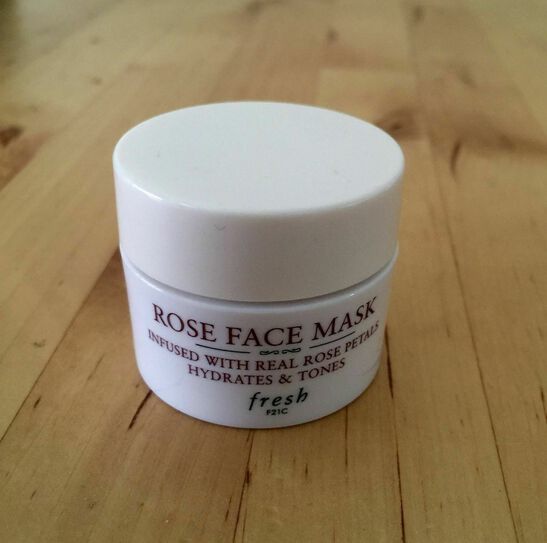 ROSE FACE MASK
INFUSED WITH REAL ROSE PETALS
HYDRATES & TONES
fresh
F21C